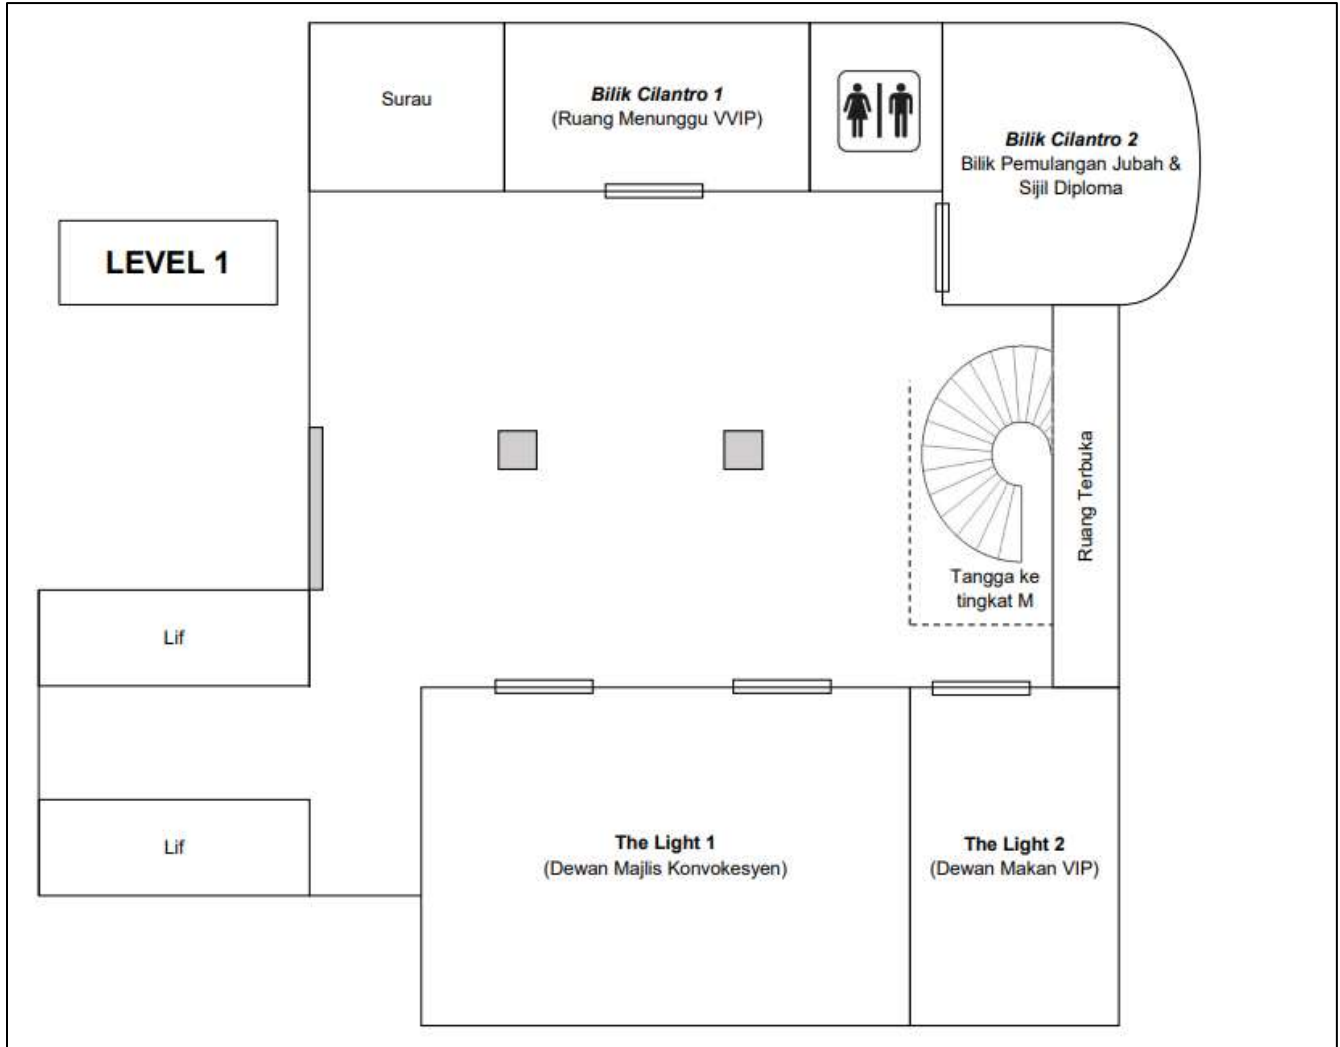 Surau
Bilik Cilantro 1
(Ruang Menunggu VVIP)
Bilik Cilantro 2
Bilik Pemulangan Jubah &
Sijil Diploma
LEVEL 1
Ruang Terbuka
Tangga ke
tingkat M
Lif
Lif
The Light 1
(Dewan Majlis Konvokesyen)
The Light 2
(Dewan Makan VIP)